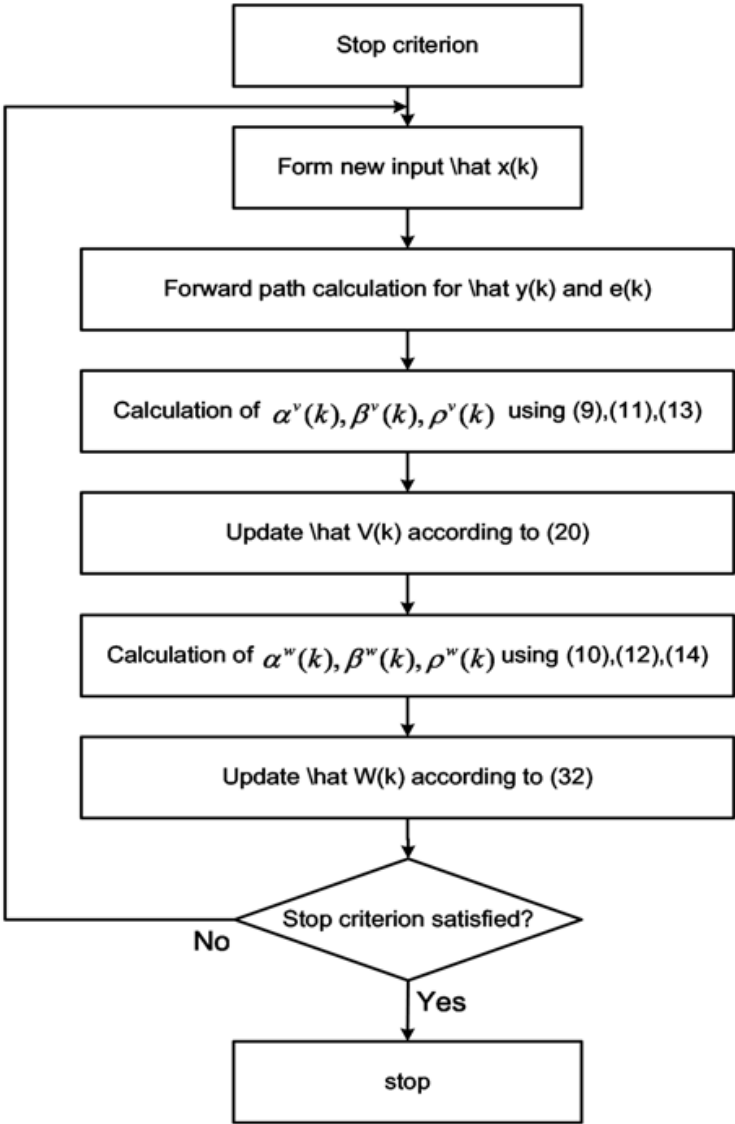 Stop criterion
Form new input \hat x(k)
Forward path calculation for \hat y(k) and e(k)
Calculation of αᵛ(k), βᵛ(k), ρᵛ(k) using (9),(11),(13)
Update \hat V(k) according to (20)
Calculation of αʷ(k), βʷ(k), ρʷ(k) using (10),(12),(14)
Update \hat W(k) according to (32)
Stop criterion satisfied?
No
Yes
stop